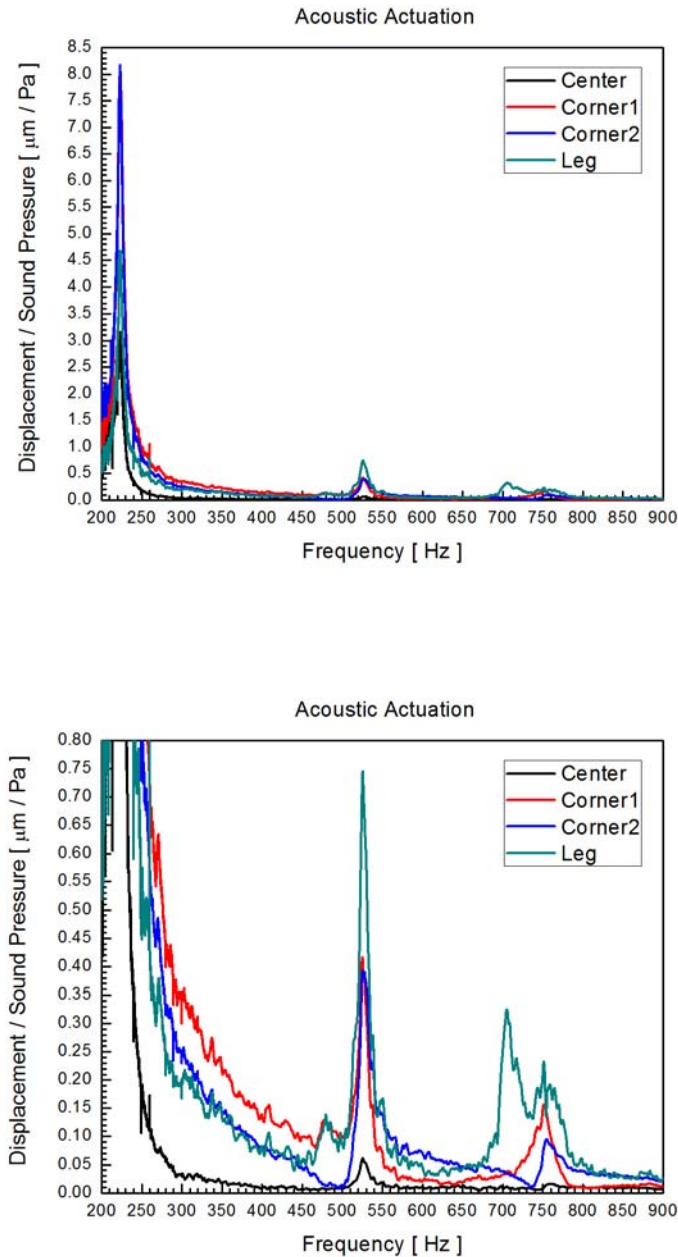 Acoustic Actuation
Displacement / Sound Pressure [ μm / Pa ]
8.5
8.0
7.5
7.0
6.5
6.0
5.5
5.0
4.5
4.0
3.5
3.0
2.5
2.0
1.5
1.0
0.5
0.0
Center
Corner1
Corner2
Leg
200 250 300 350 400 450 500 550 600 650 700 750 800 850 900
Frequency [ Hz ]
Acoustic Actuation
Displacement / Sound Pressure [ μm / Pa ]
0.80
0.75
0.70
0.65
0.60
0.55
0.50
0.45
0.40
0.35
0.30
0.25
0.20
0.15
0.10
0.05
0.00
Center
Corner1
Corner2
Leg
200 250 300 350 400 450 500 550 600 650 700 750 800 850 900
Frequency [ Hz ]